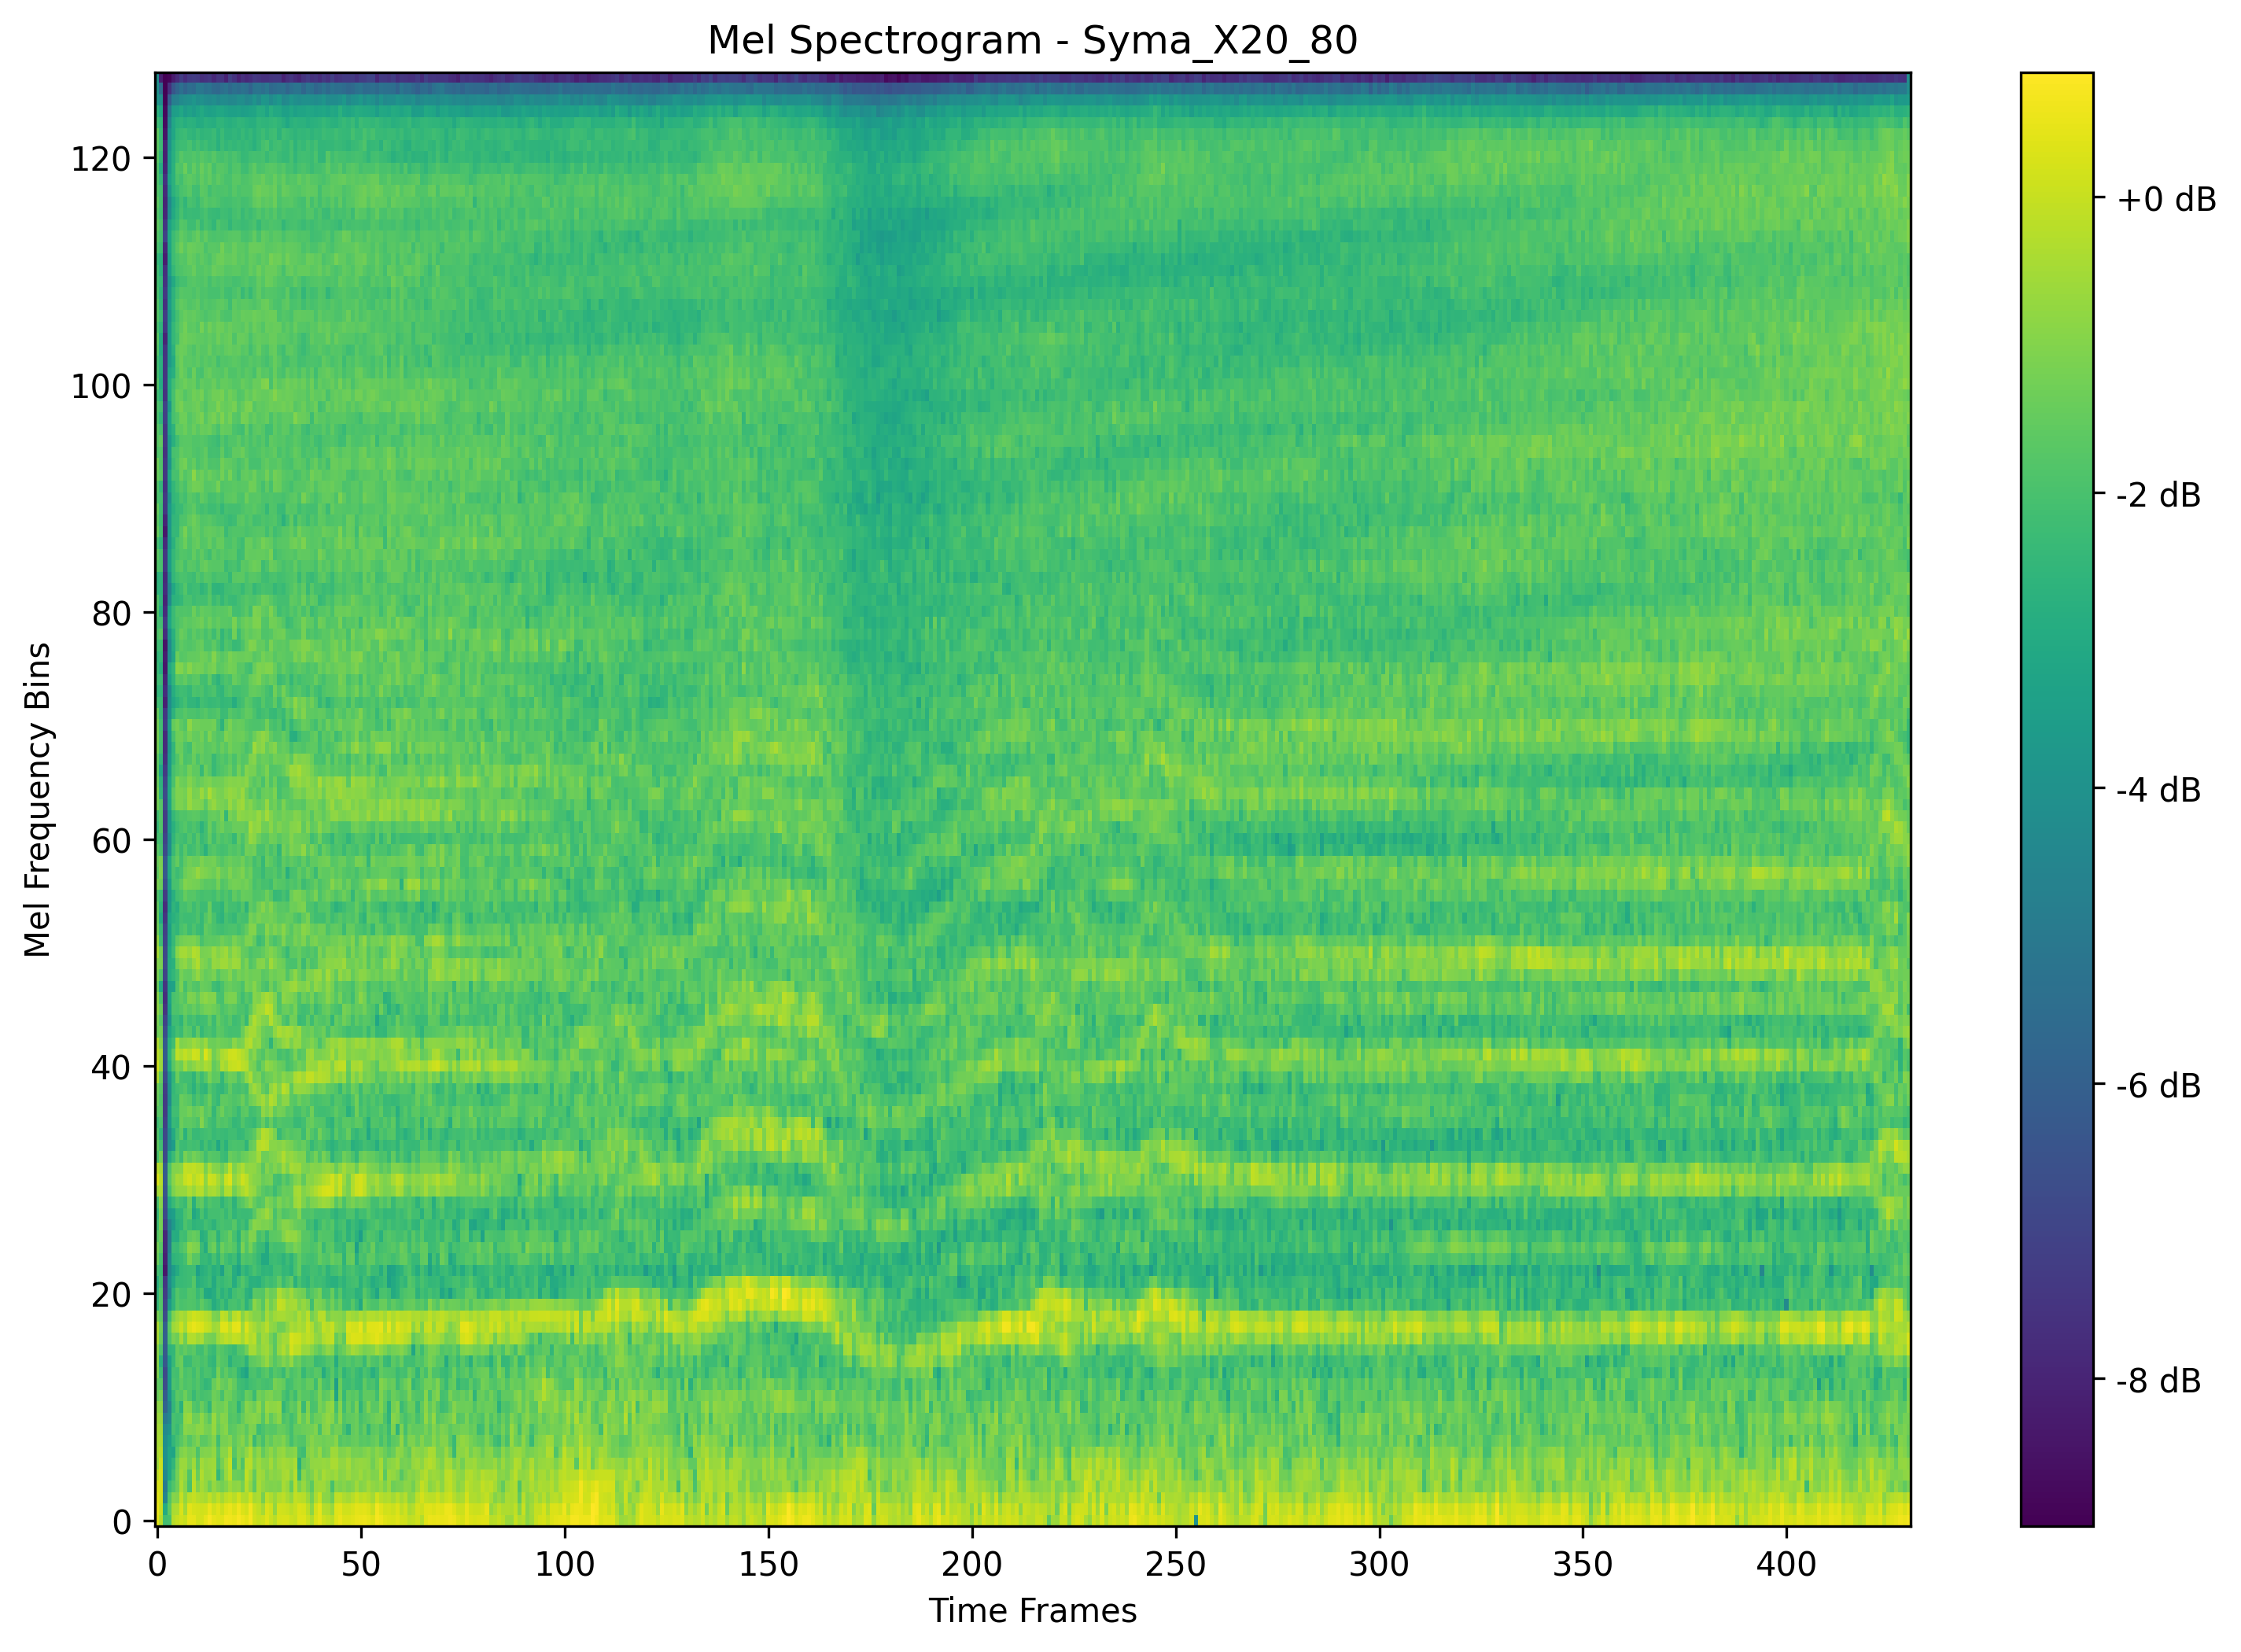 Mel Spectrogram - Syma_X20_80
Mel Frequency Bins
120
100
80
60
40
20
0
0 50 100 150 200 250 300 350 400
Time Frames
+0 dB
-2 dB
-4 dB
-6 dB
-8 dB